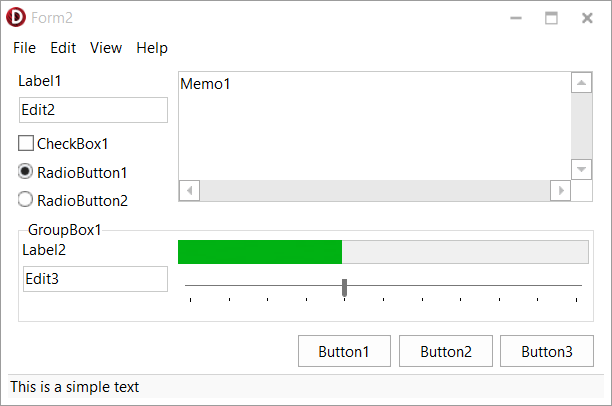 Form2
File Edit View Help
Label1
Edit2
Memo1
CheckBox1
RadioButton1
RadioButton2
GroupBox1
Label2
Edit3
Button1 Button2 Button3
This is a simple text